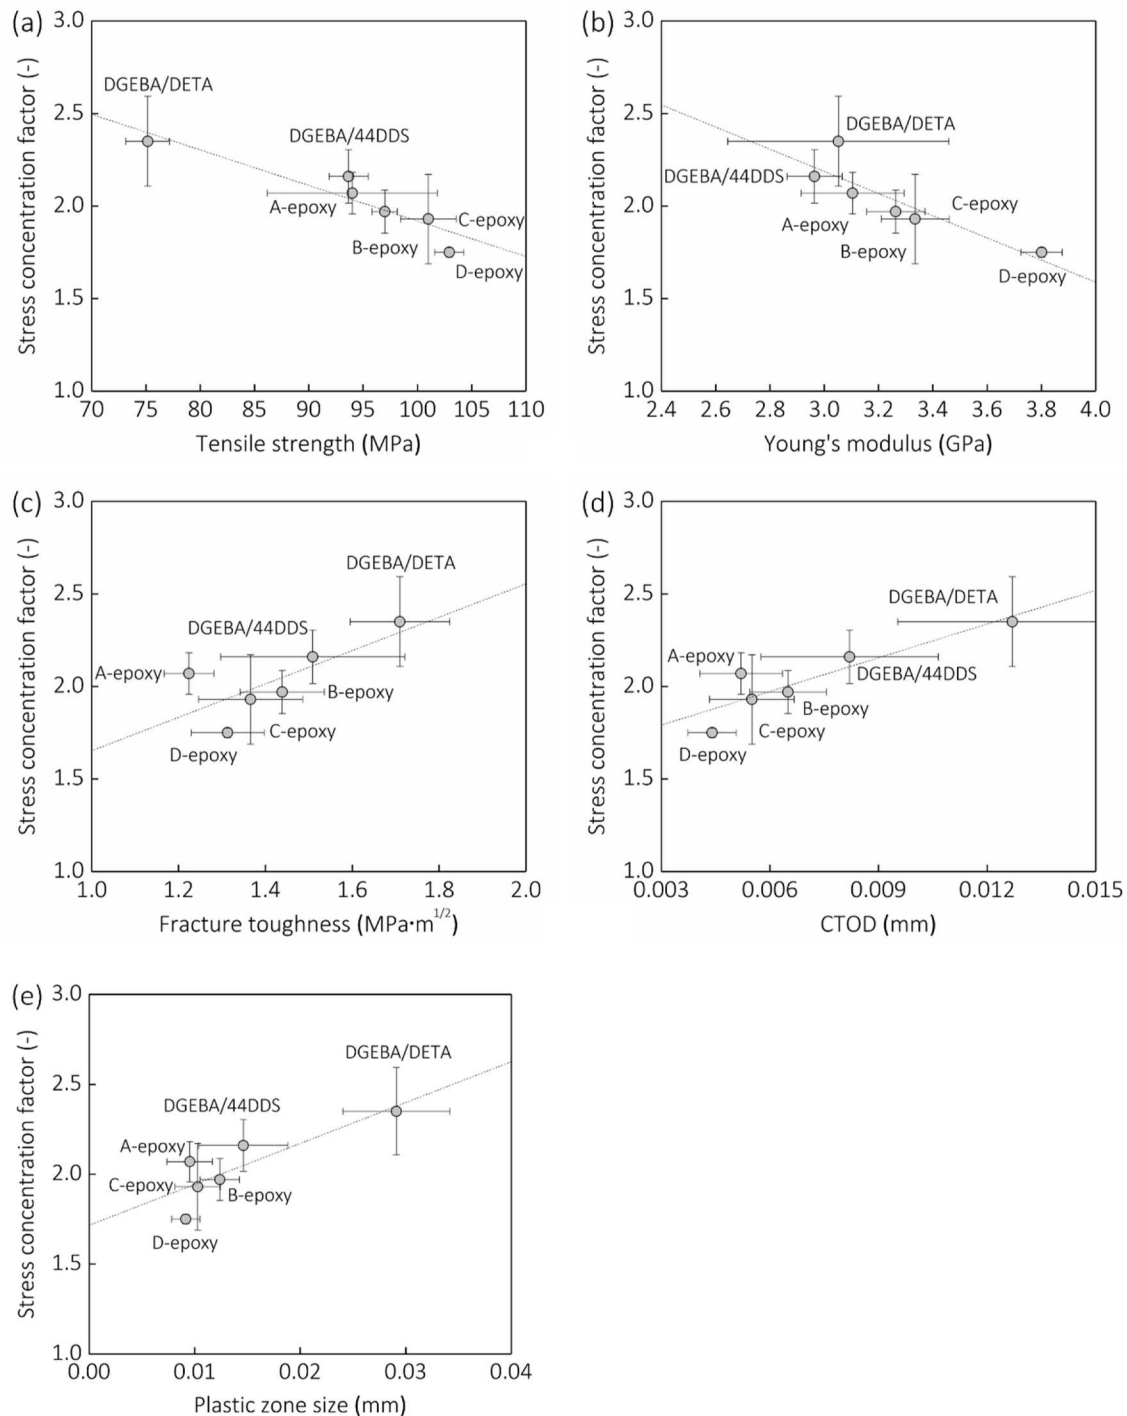 (a)
3.0
2.5
2.0
1.5
1.0
Stress concentration factor (-)
DGEBA/DETA
DGEBA/44DDS
A-epoxy
C-epoxy
B-epoxy
D-epoxy
70 75 80 85 90 95 100 105 110
Tensile strength (MPa)
(b)
3.0
2.5
2.0
1.5
1.0
Stress concentration factor (-)
DGEBA/DETA
DGEBA/44DDS
C-epoxy
A-epoxy
B-epoxy
D-epoxy
2.4 2.6 2.8 3.0 3.2 3.4 3.6 3.8 4.0
Young's modulus (GPa)
(c)
3.0
2.5
2.0
1.5
1.0
Stress concentration factor (-)
DGEBA/DETA
DGEBA/44DDS
A-epoxy
B-epoxy
C-epoxy
D-epoxy
1.0 1.2 1.4 1.6 1.8 2.0
Fracture toughness (MPa·m1/2)
(d)
3.0
2.5
2.0
1.5
1.0
Stress concentration factor (-)
DGEBA/DETA
A-epoxy
DGEBA/44DDS
B-epoxy
C-epoxy
D-epoxy
0.003 0.006 0.009 0.012 0.015
CTOD (mm)
(e)
3.0
2.5
2.0
1.5
1.0
Stress concentration factor (-)
DGEBA/DETA
DGEBA/44DDS
A-epoxy
C-epoxy
B-epoxy
D-epoxy
0.00 0.01 0.02 0.03 0.04
Plastic zone size (mm)